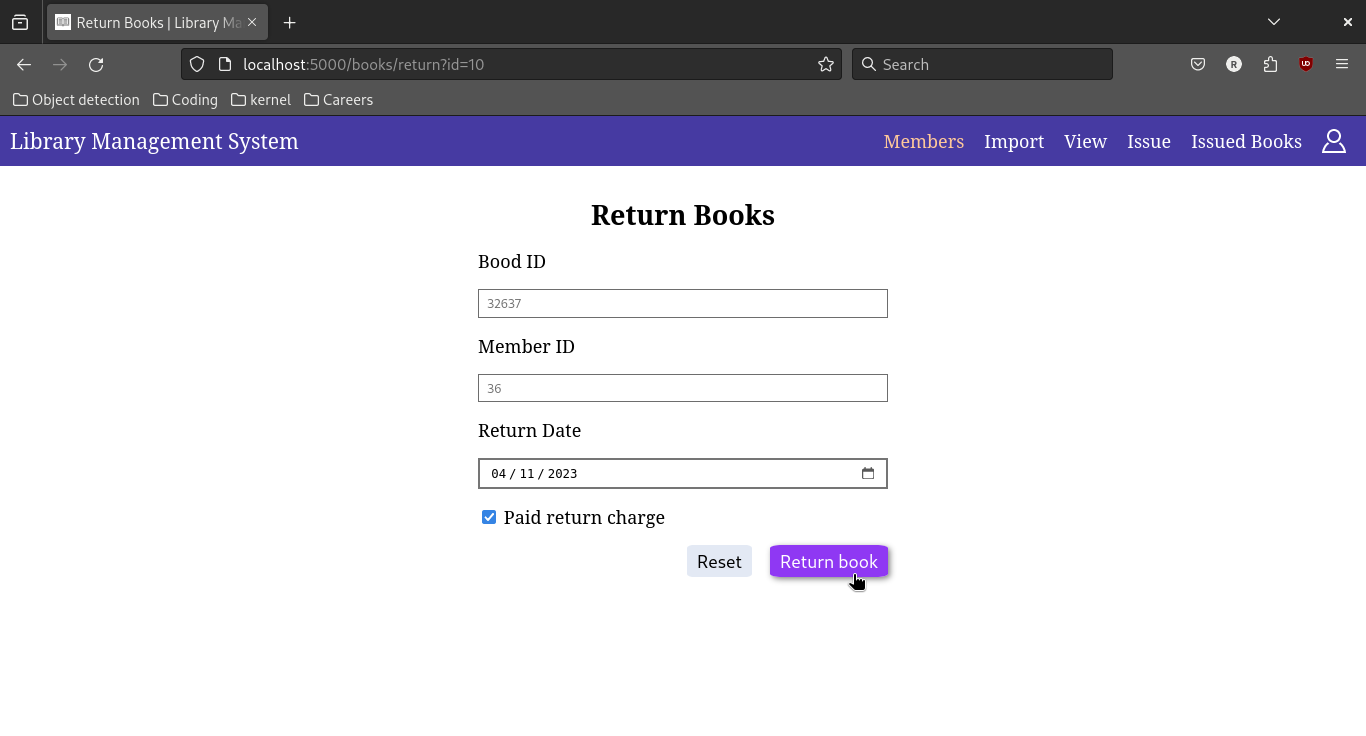 Return Books | Library Ma
localhost:5000/books/return?id=10
Search
R
Object detection Coding kernel Careers
Library Management System Members Import View Issue Issued Books
Return Books
Bood ID
32637
Member ID
36
Return Date
04 / 11 / 2023
Paid return charge
Reset Return book